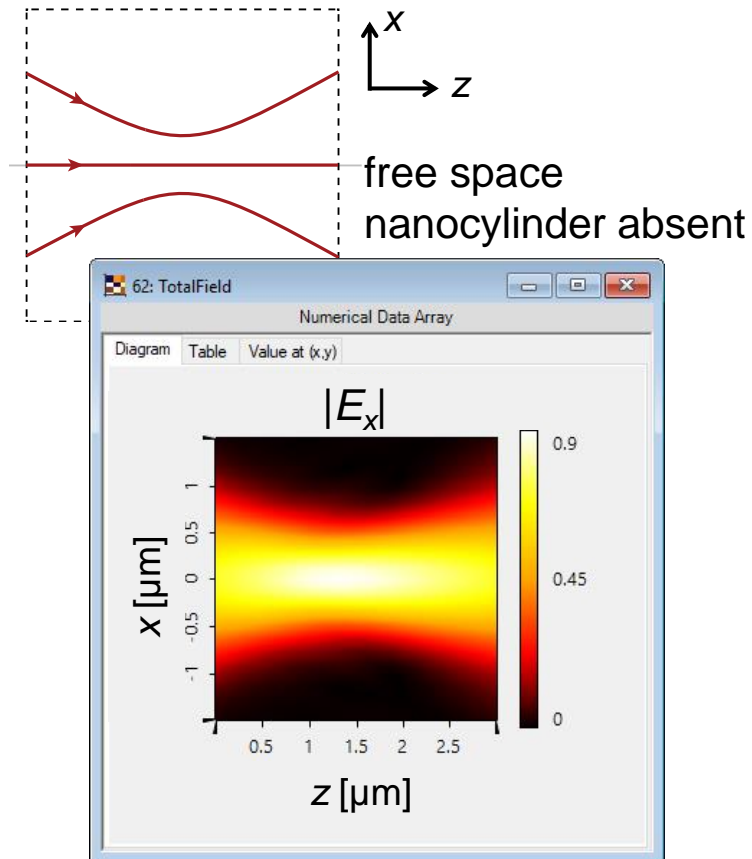 x
z
free space
nanocylinder absent
62: TotalField
Numerical Data Array
Diagram Table Value at (x,y)
|Eₓ|
x [µm]
1
0.5
0
-0.5
-1
0.9
0.45
0
0.5 1 1.5 2 2.5
z [µm]